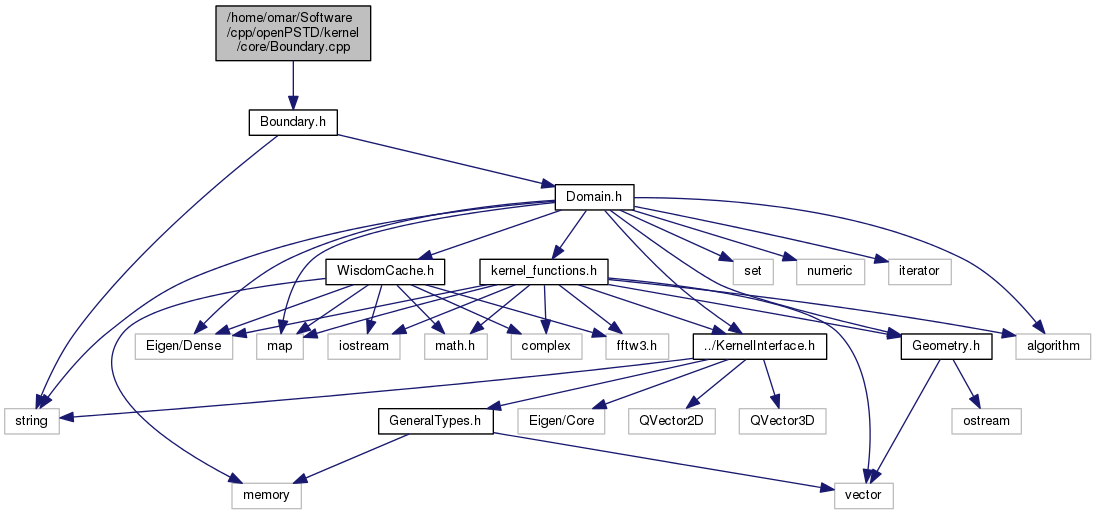 /home/omar/Software
/cpp/openPSTD/kernel
/core/Boundary.cpp
Boundary.h
Domain.h
WisdomCache.h
kernel_functions.h
set
numeric
iterator
Eigen/Dense
map
iostream
math.h
complex
fftw3.h
../KernelInterface.h
Geometry.h
algorithm
string
GeneralTypes.h
Eigen/Core
QVector2D
QVector3D
ostream
memory
vector